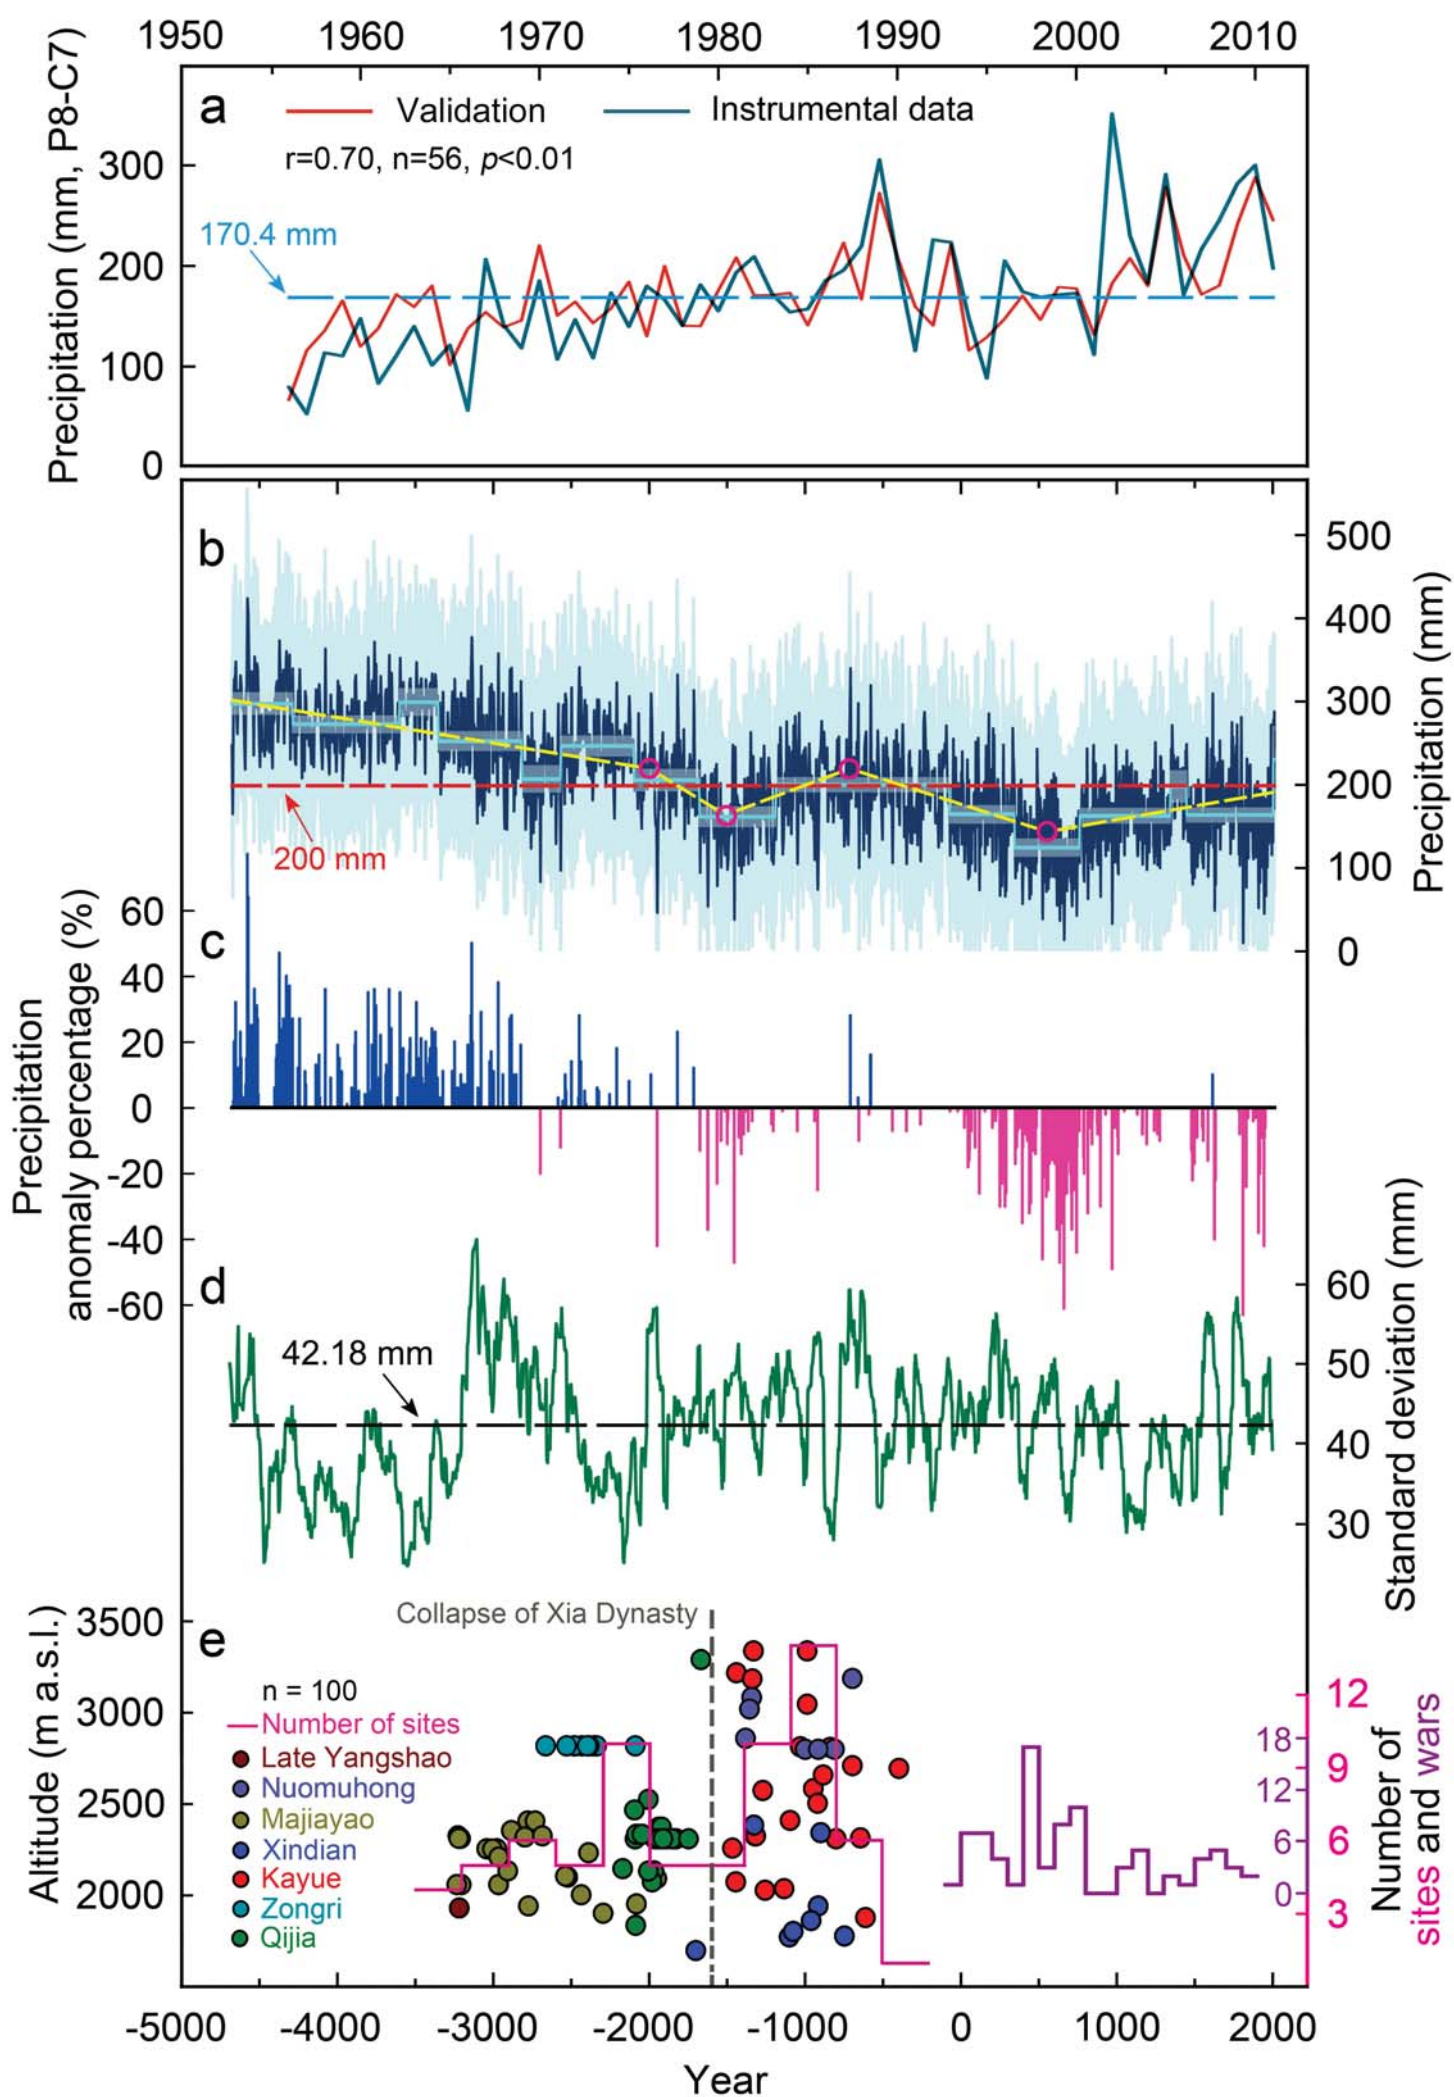 1950 1960 1970 1980 1990 2000 2010
Precipitation (mm, P8-C7)
a
Validation
Instrumental data
r=0.70, n=56, p<0.01
170.4 mm
300
200
100
0
b
500
400
300
200
100
0
Precipitation (mm)
200 mm
c
Precipitation
anomaly percentage (%)
60
40
20
0
-20
-40
-60
d
42.18 mm
60
50
40
30
Standard deviation (mm)
e
Collapse of Xia Dynasty
Altitude (m a.s.l.)
3500
3000
2500
2000
n = 100
Number of sites
Late Yangshao
Nuomuhong
Majiayao
Xindian
Kayue
Zongri
Qijia
18
12
6
0
12
9
6
3
Number of
sites and wars
-5000 -4000 -3000 -2000 -1000 0 1000 2000
Year